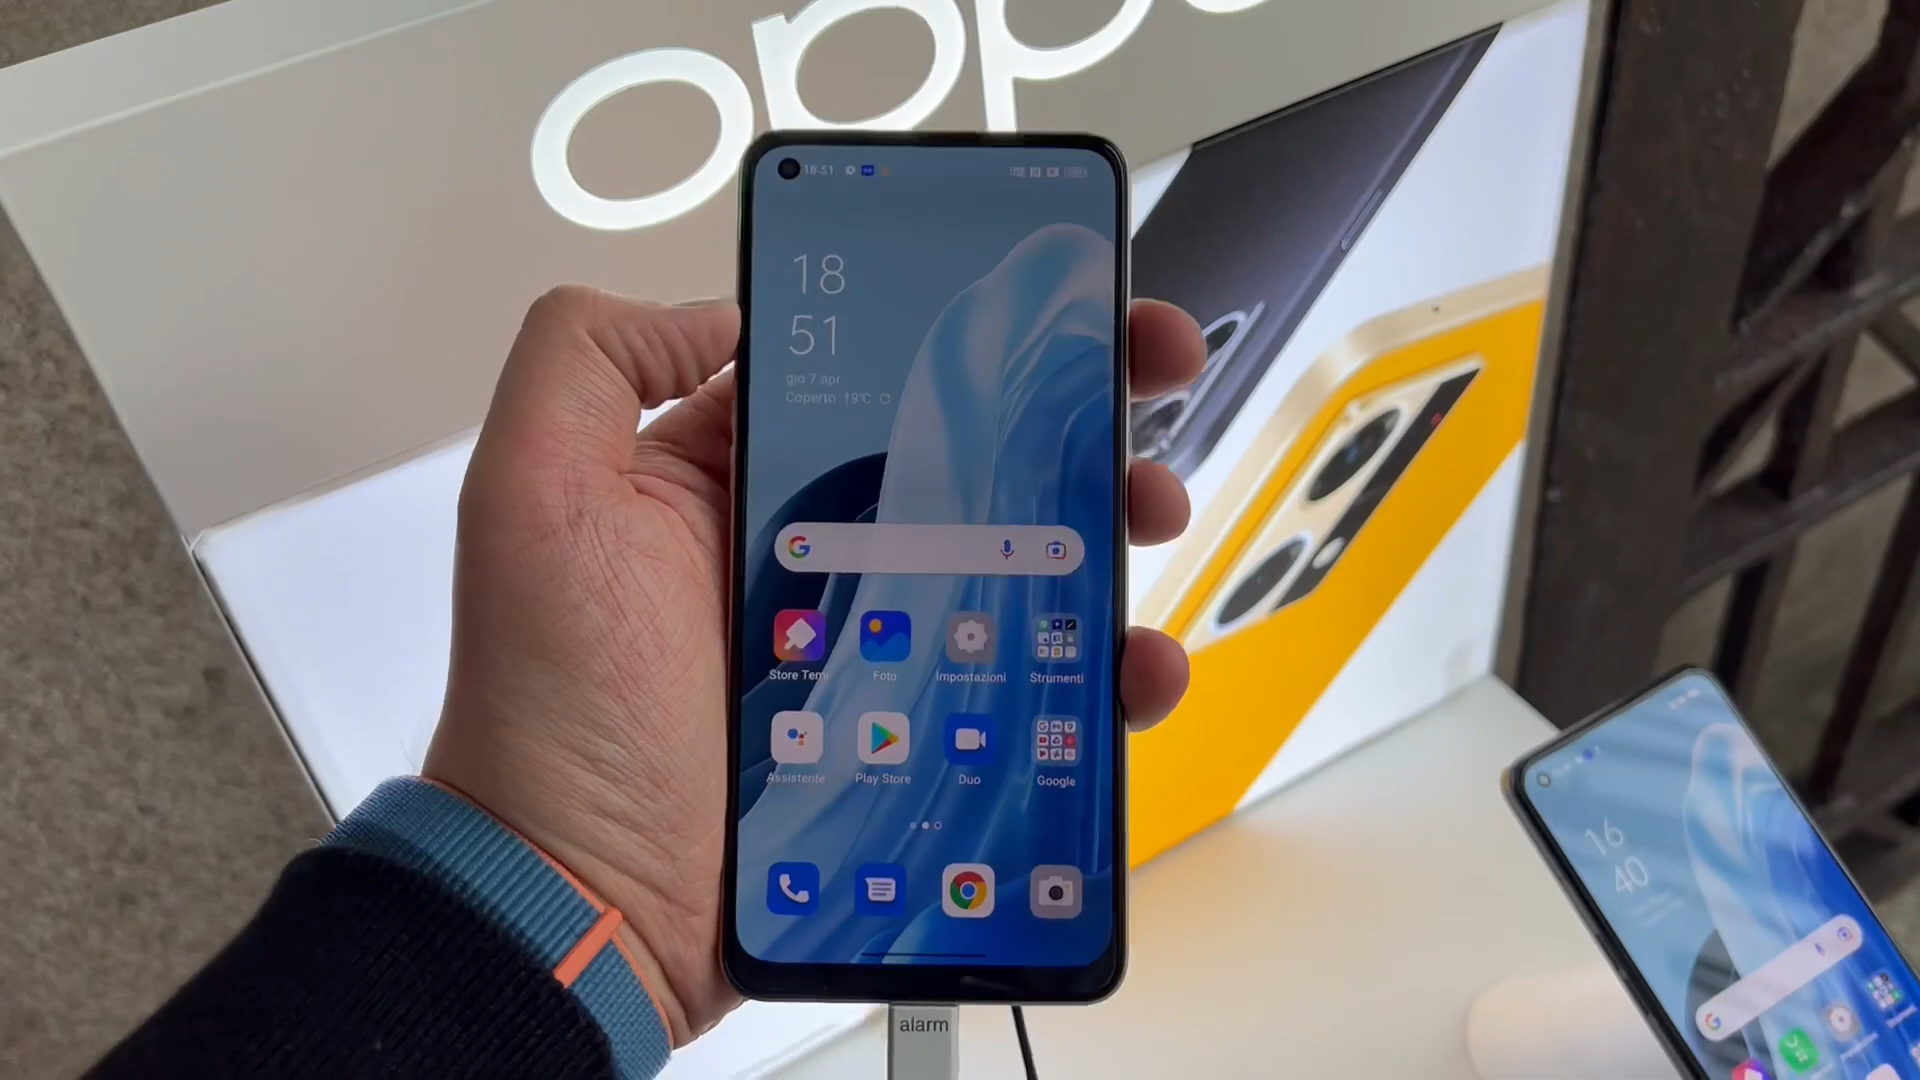 oppo
18:51
18
51
gio 7 apr
Coperto 19°C
Store Temi
Foto
Impostazioni
Strumenti
Assistente
Play Store
Duo
Google
alarm
16
40